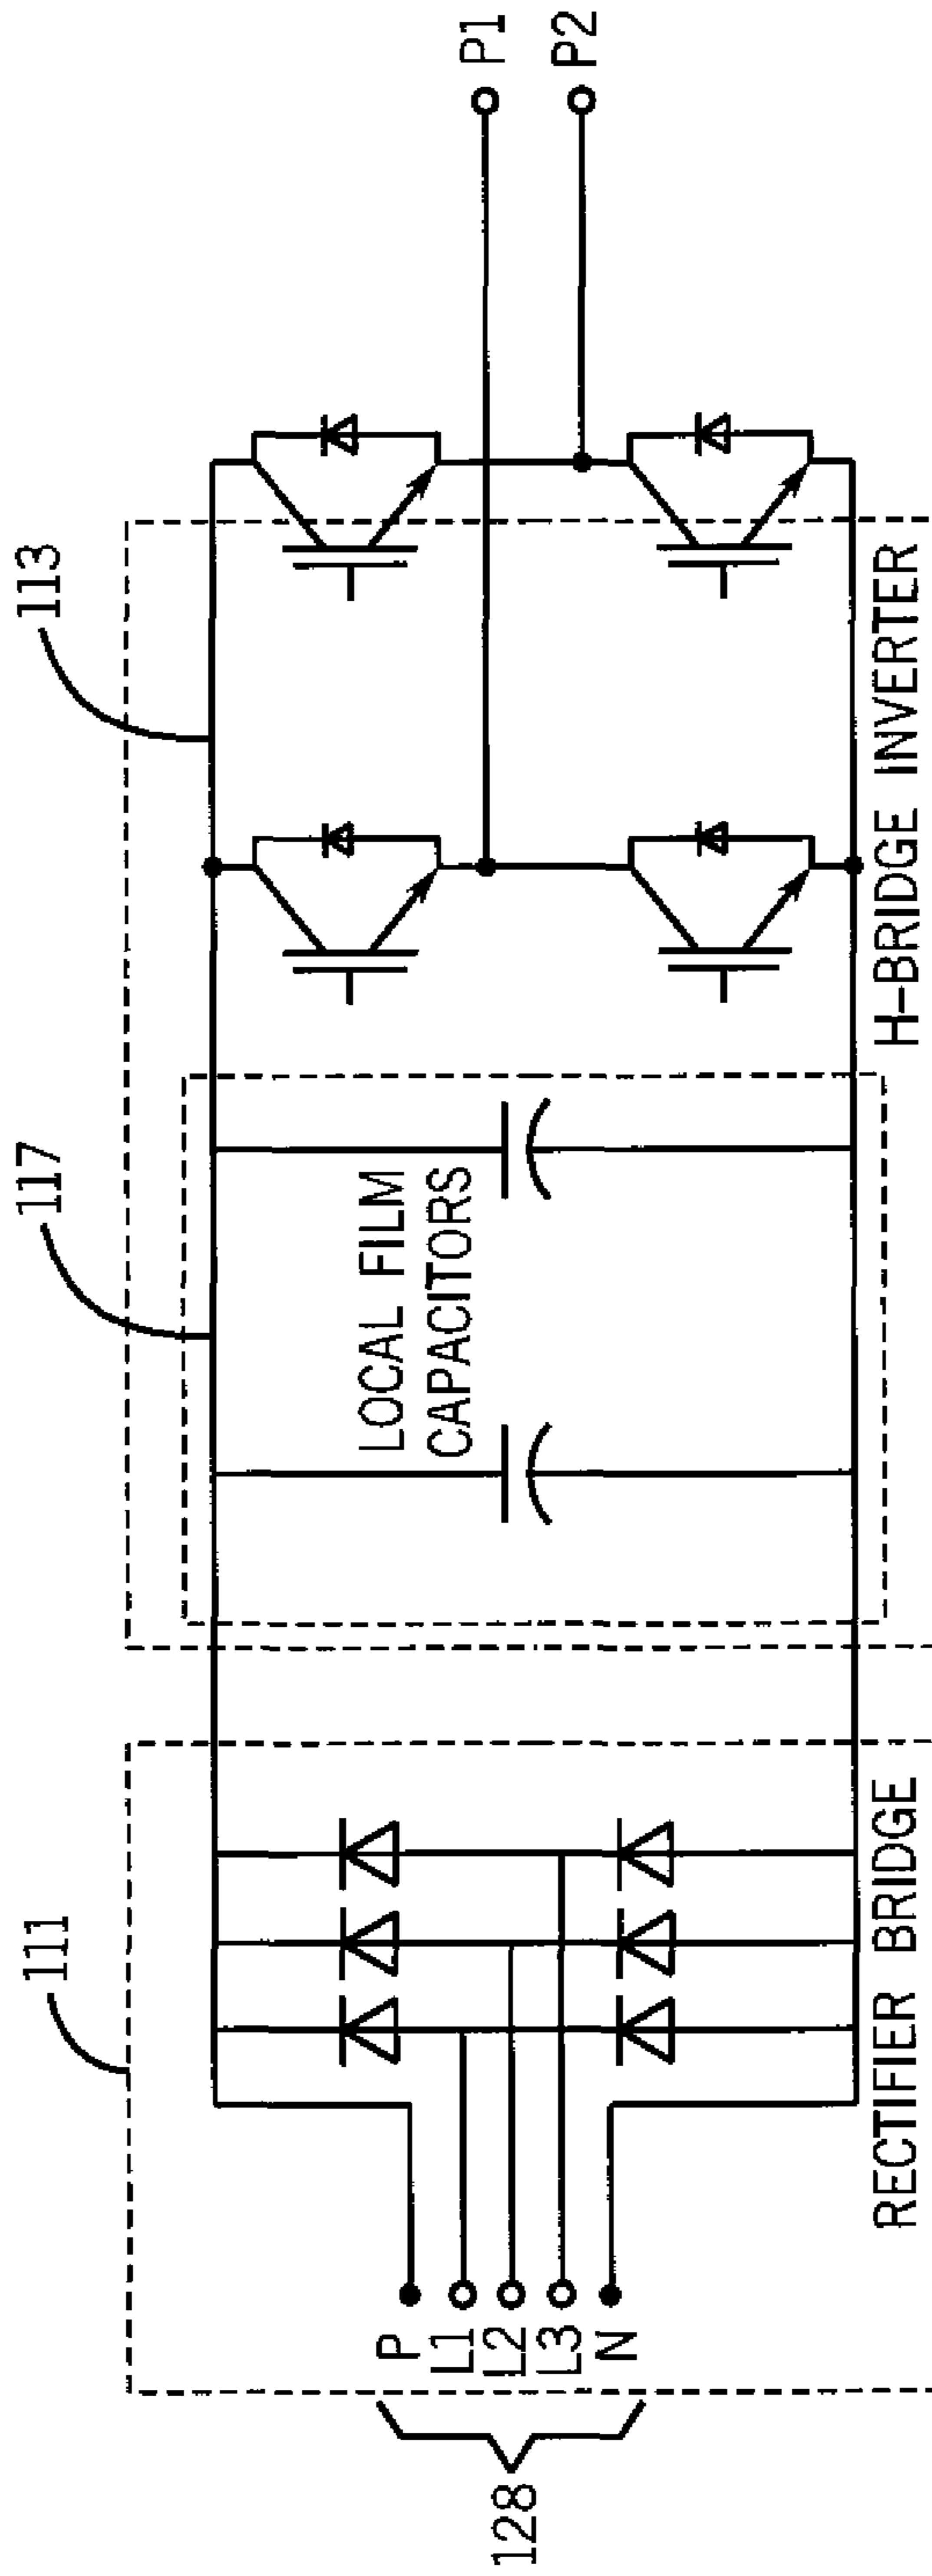 111
117
113
P
L1
L2
L3
N
128
LOCAL FILM
CAPACITORS
P1
P2
RECTIFIER BRIDGE
H-BRIDGE INVERTER